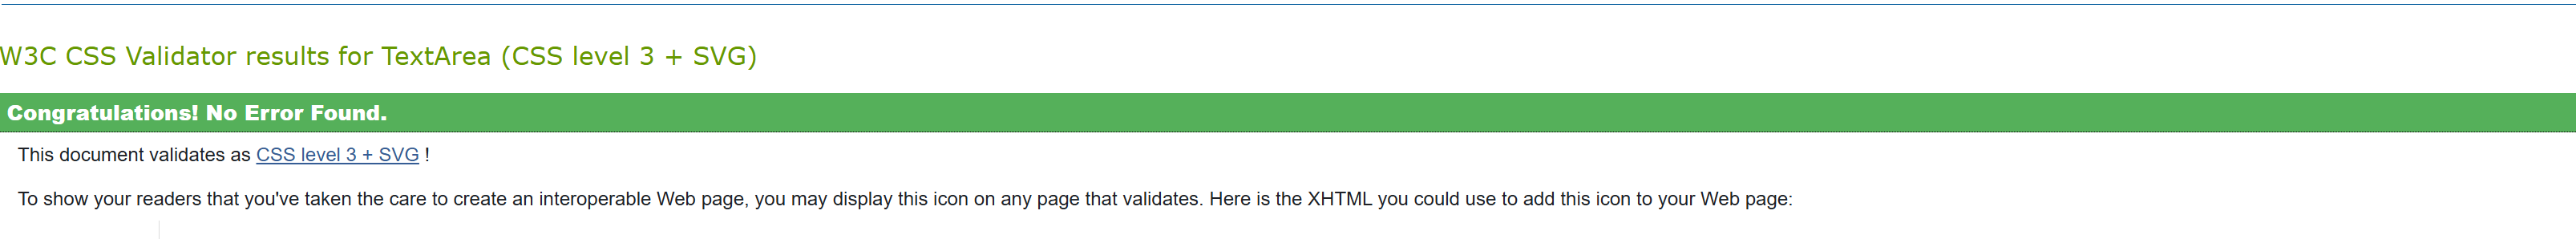 W3C CSS Validator results for TextArea (CSS level 3 + SVG)
Congratulations! No Error Found.
This document validates as CSS level 3 + SVG !
To show your readers that you've taken the care to create an interoperable Web page, you may display this icon on any page that validates. Here is the XHTML you could use to add this icon to your Web page: